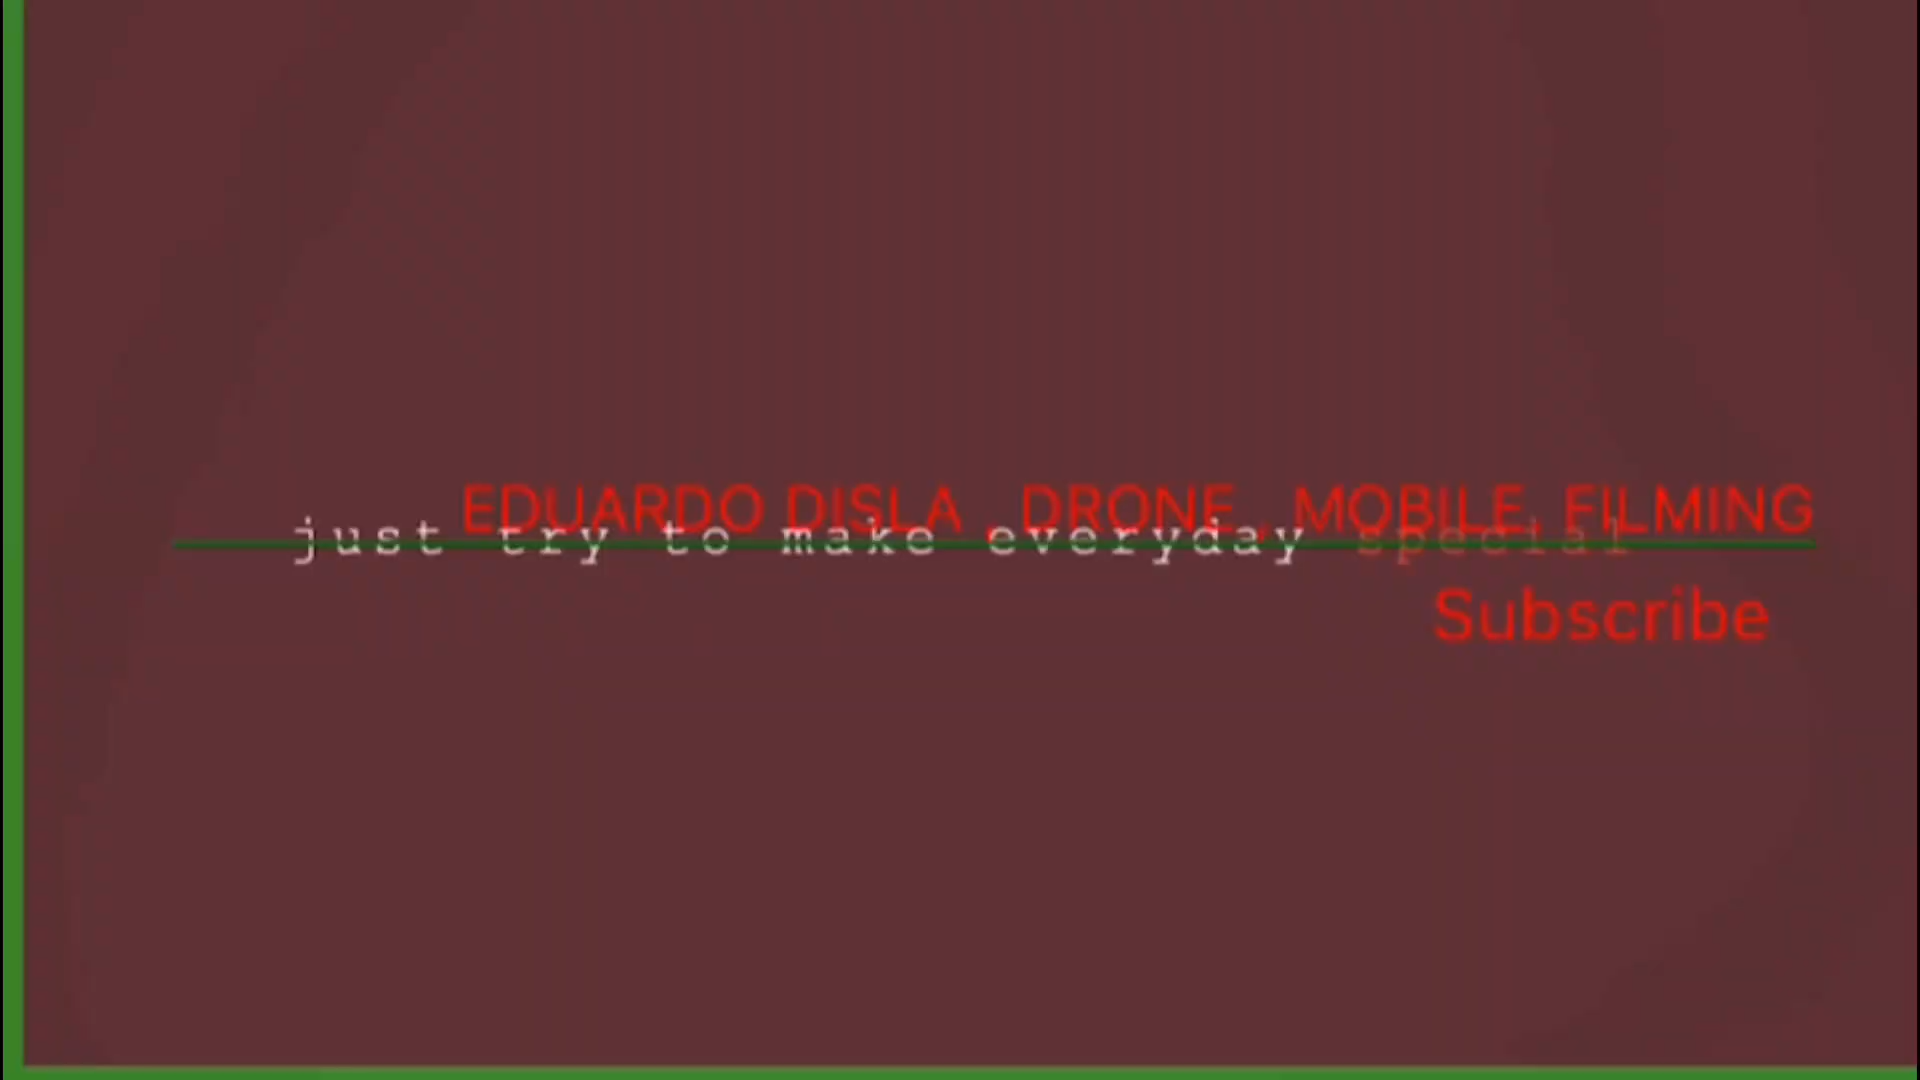 EDUARDO DISLA , DRONE , MOBILE, FILMING
just try to make everyday special
Subscribe